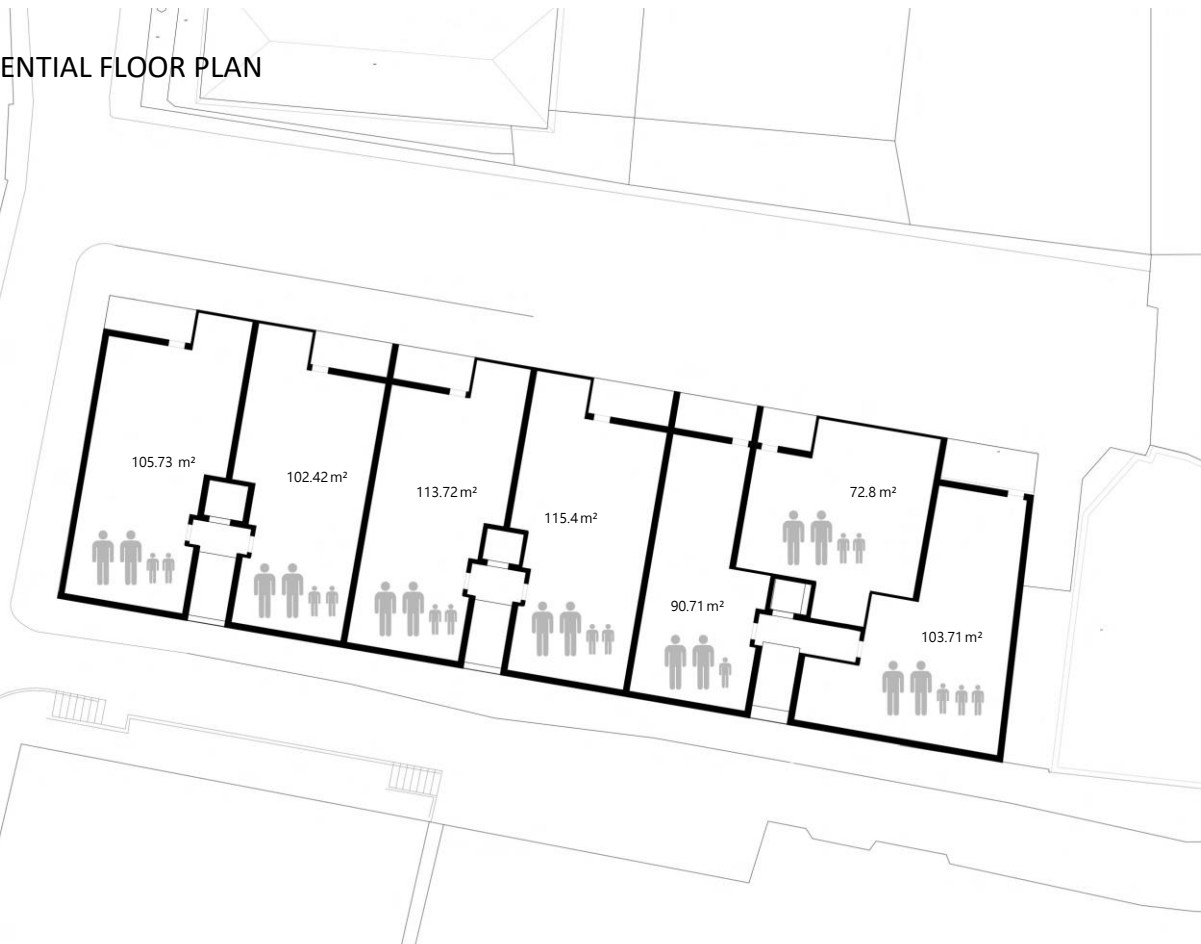 ENTIAL FLOOR PLAN
105.73 m²
102.42 m²
113.72 m²
115.4 m²
90.71 m²
72.8 m²
103.71 m²